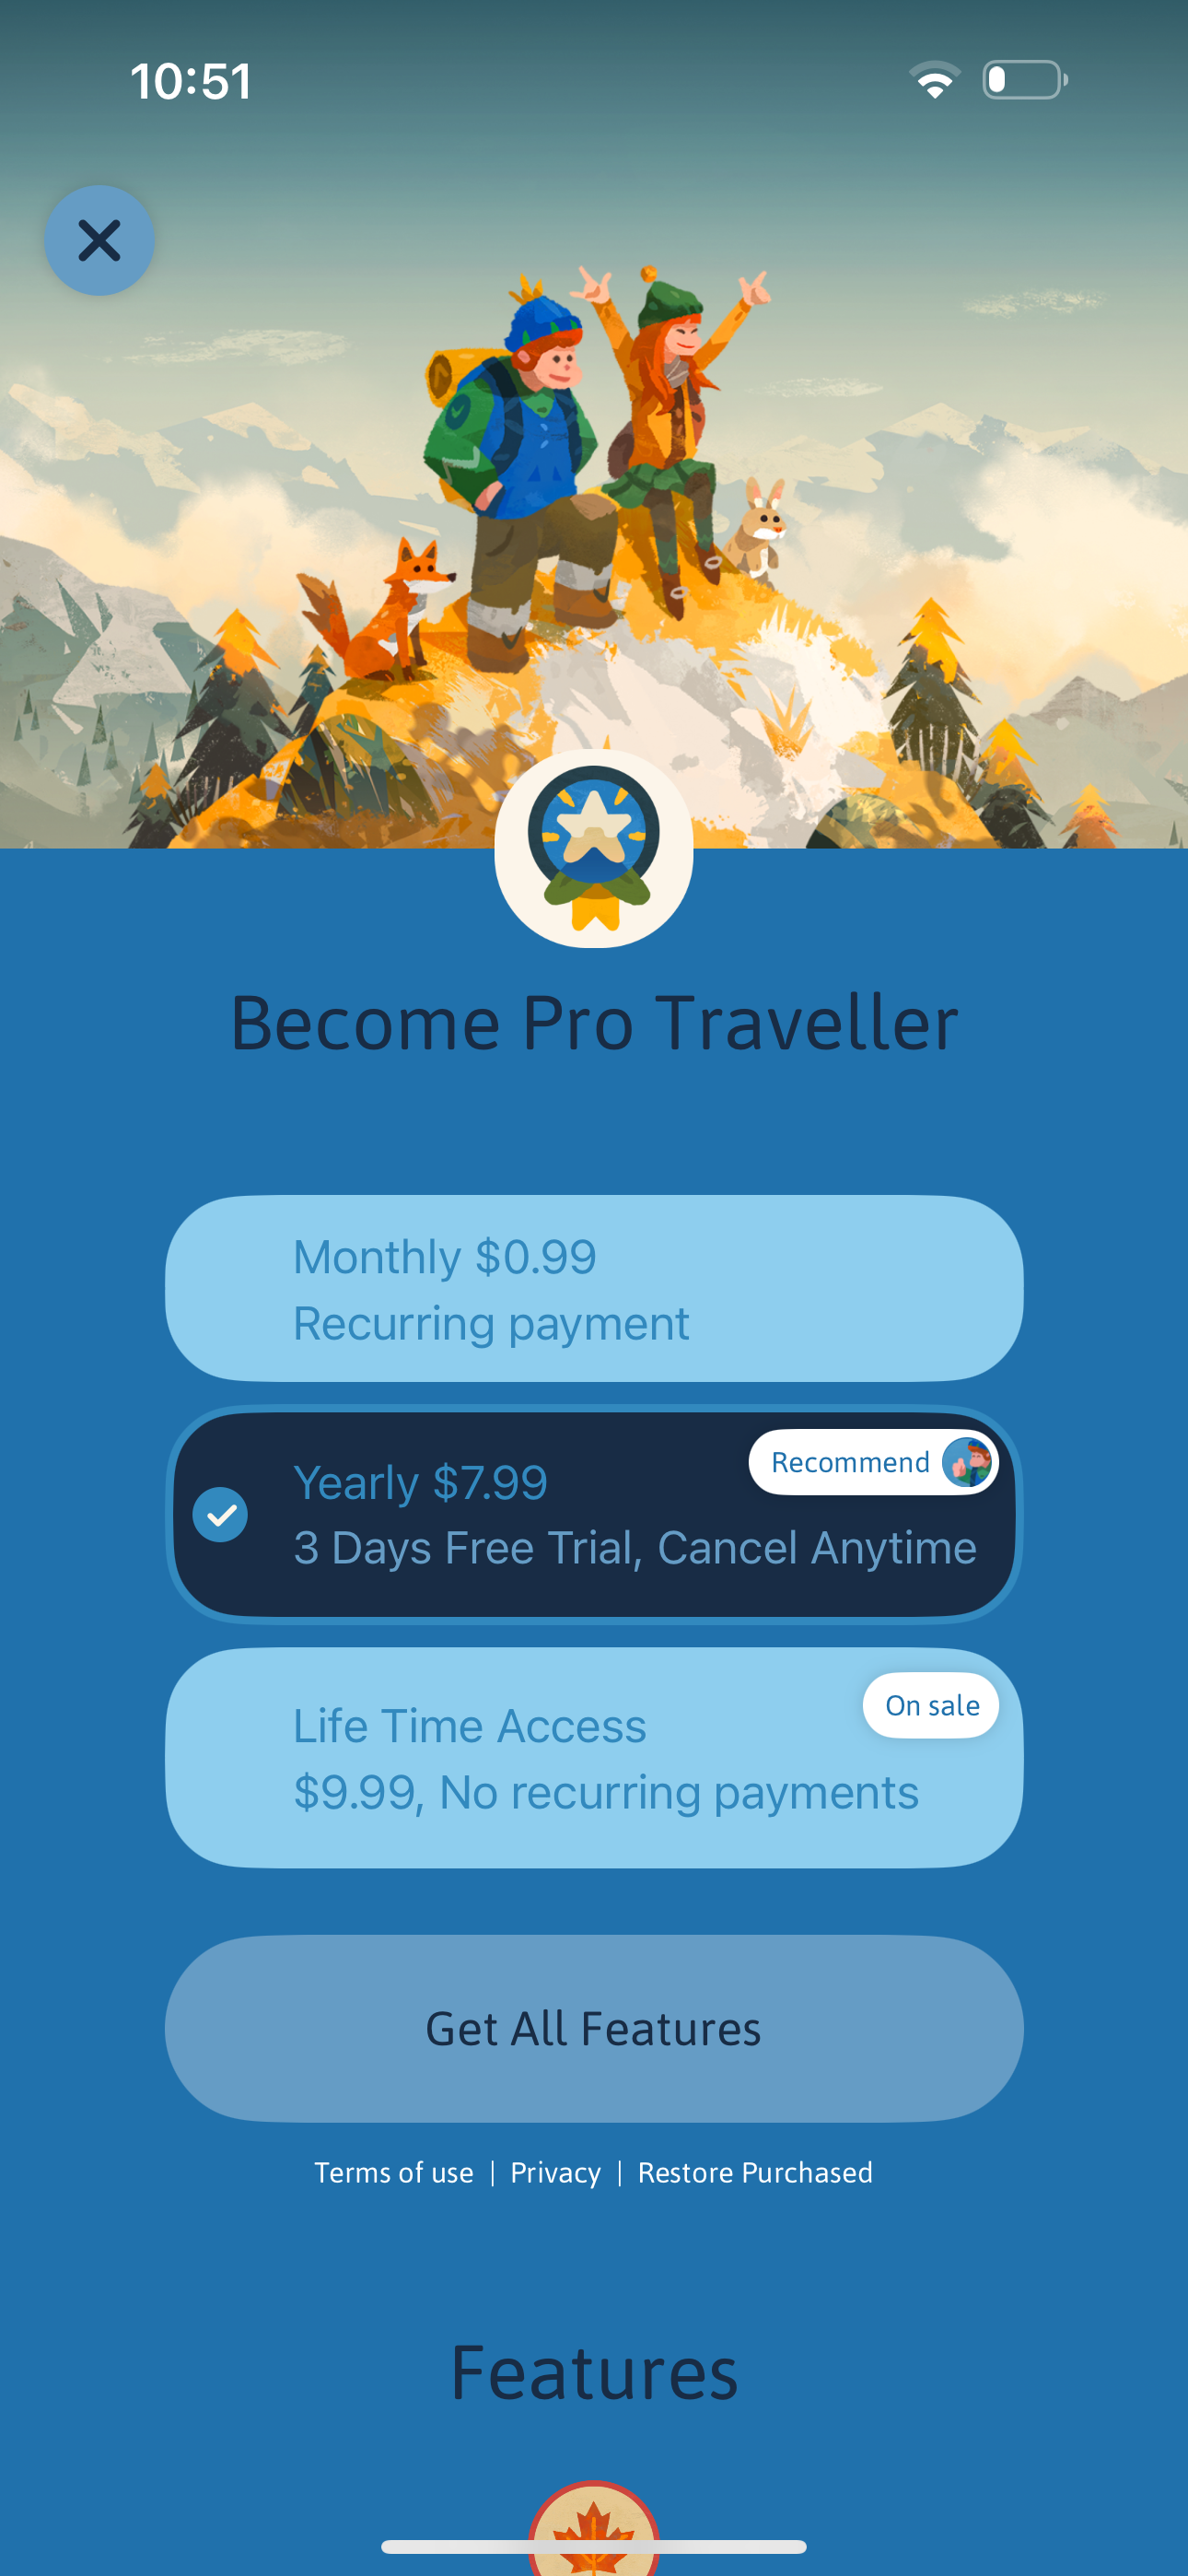 10:51
Become Pro Traveller
Monthly $0.99
Recurring payment
Recommend
Yearly $7.99
3 Days Free Trial, Cancel Anytime
On sale
Life Time Access
$9.99, No recurring payments
Get All Features
Terms of use | Privacy | Restore Purchased
Features